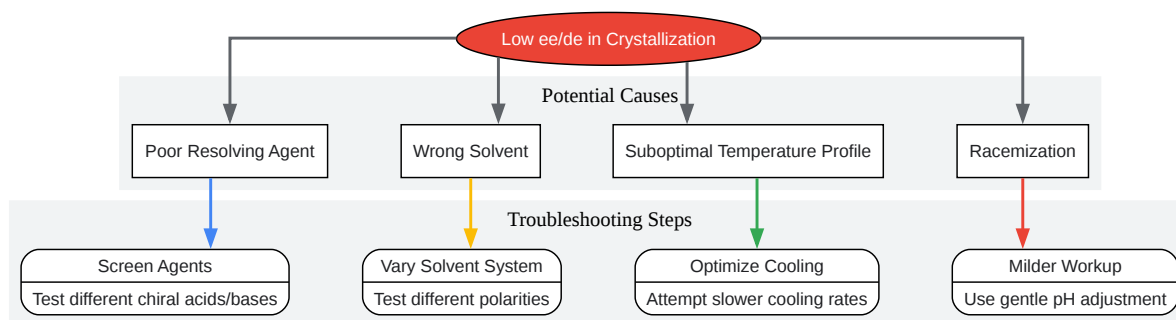 Low ee/de in Crystallization
Potential Causes
Poor Resolving Agent
Wrong Solvent
Suboptimal Temperature Profile
Racemization
Troubleshooting Steps
Screen Agents
Test different chiral acids/bases
Vary Solvent System
Test different polarities
Optimize Cooling
Attempt slower cooling rates
Milder Workup
Use gentle pH adjustment